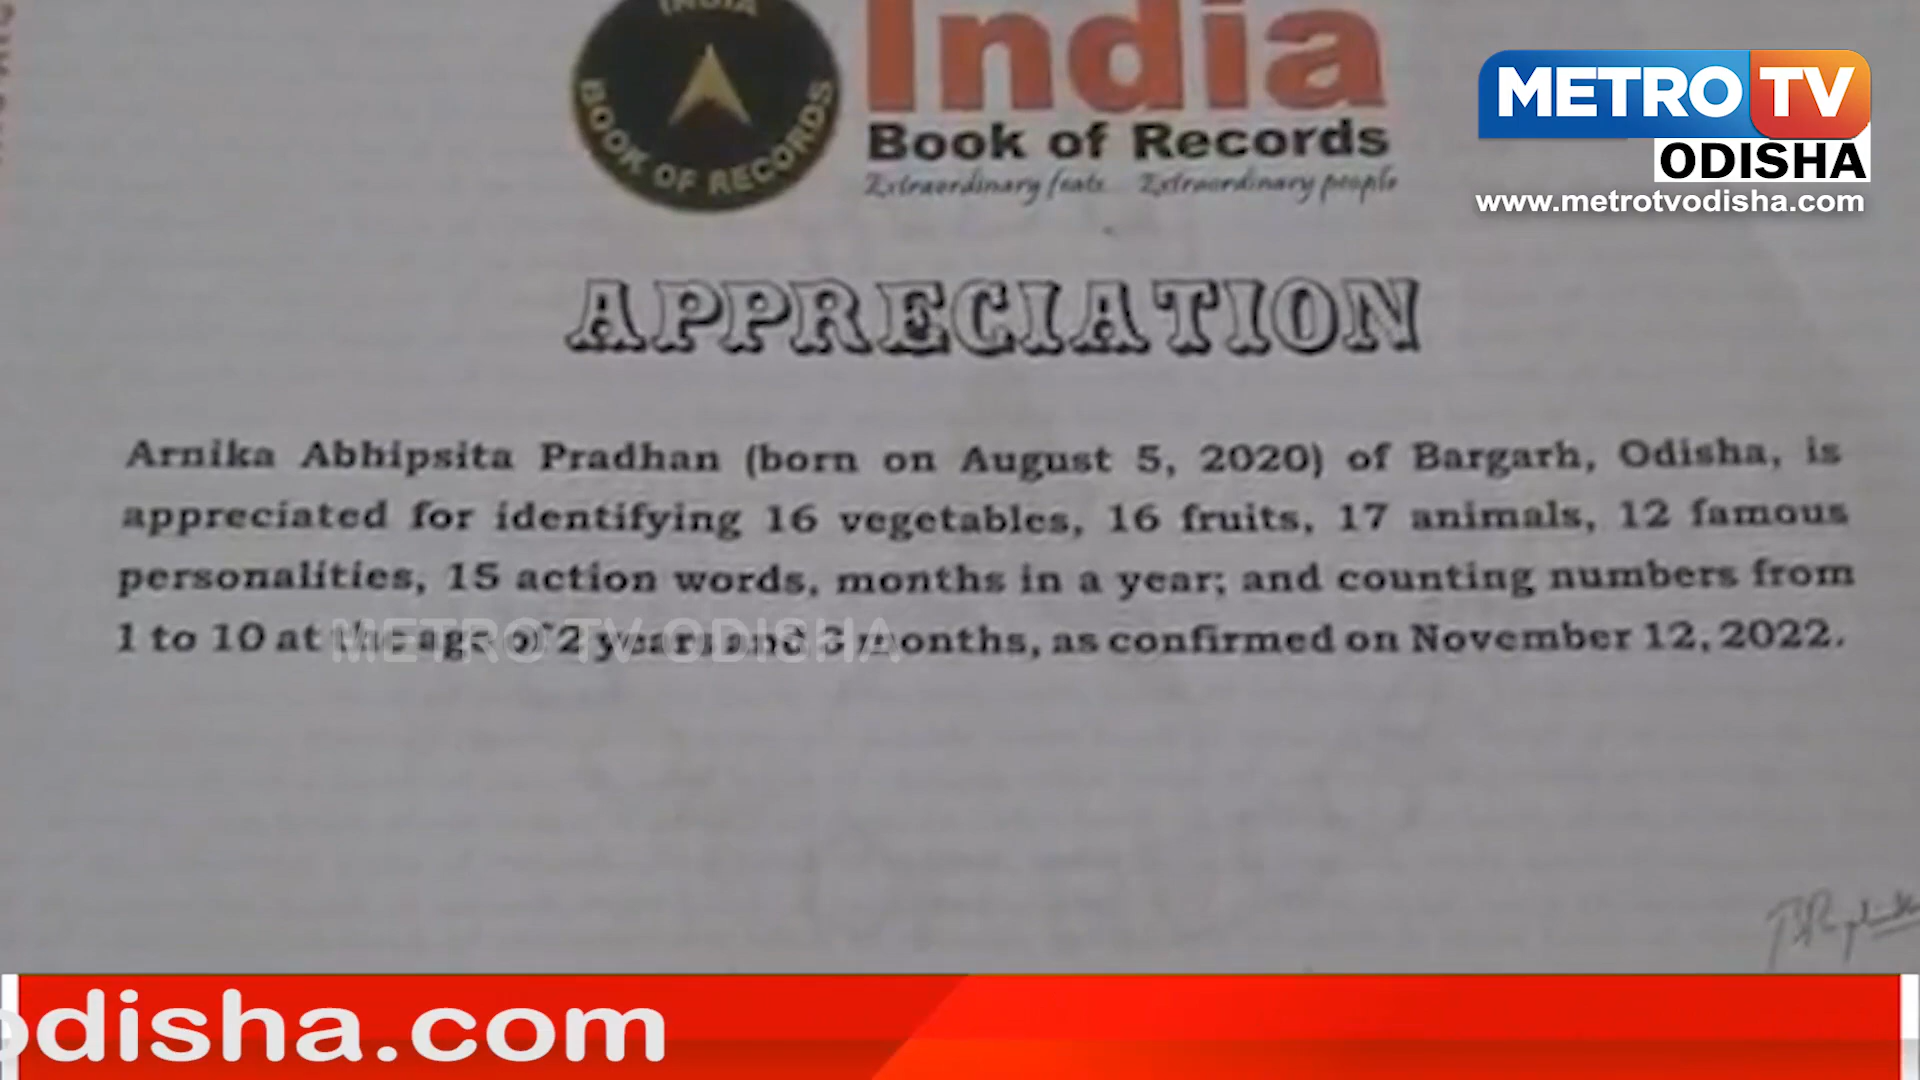 INDIA
BOOK OF RECORDS
India
Book of Records
Extraordinary feats... Extraordinary people
METRO TV
ODISHA
www.metrotvodisha.com
APPRECIATION
Arnika Abhipsita Pradhan (born on August 5, 2020) of Bargarh, Odisha, is
appreciated for identifying 16 vegetables, 16 fruits, 17 animals, 12 famous
personalities, 15 action words, months in a year; and counting numbers from
1 to 10 at the age of 2 years and 3 months, as confirmed on November 12, 2022.
METRO TV ODISHA
odisha.com